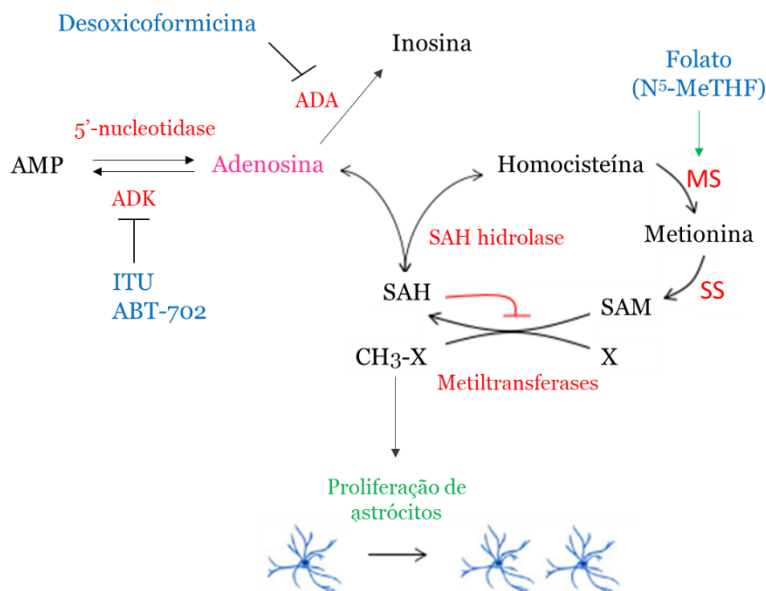 Desoxicoformicina
Inosina
Folato
(N⁵-MeTHF)
ADA
5’-nucleotidase
AMP
Adenosina
Homocisteína
MS
ADK
SAH hidrolase
Metionina
ITU
ABT-702
SAH
SS
SAM
CH3-X
X
Metiltransferases
Proliferação de
astrócitos